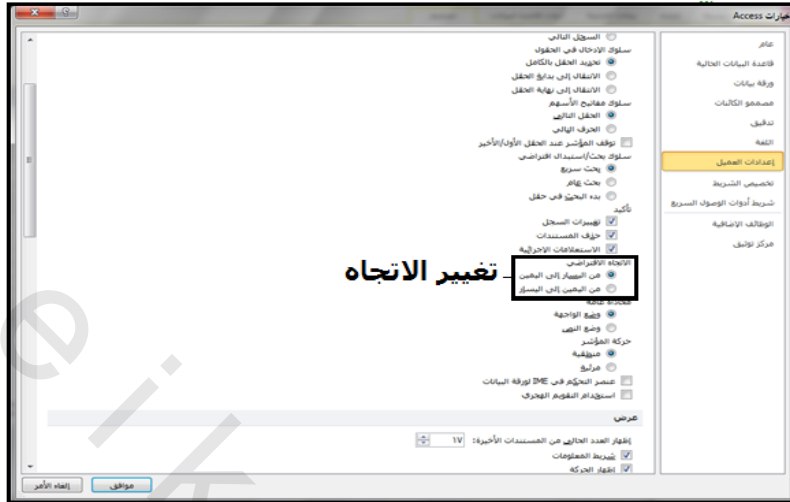 خيارات Access
عام
قاعدة البيانات الحالية
ورقة بيانات
مصممو الكائنات
تدقيق
اللغة
إعدادات العميل
تخصيص الشريط
شريط أدوات الوصول السريع
الوظائف الإضافية
مركز توثيق
السجل التالي
سلوك الإدخال في الحقول
تحديد الحقل بالكامل
الانتقال إلى بداية الحقل
الانتقال إلى نهاية الحقل
سلوك مفاتيح الأسهم
الحقل التالي
الحرف التالي
توقف المؤشر عند الحقل الأول/الأخير
سلوك بحث/استبدال افتراضي
بحث سريع
بحث عام
بدء البحث في حقل
تأكيد
تغييرات السجل
حذف المستندات
الاستعلامات الإجرائية
الاتجاه الافتراضي
من اليسار إلى اليمين
من اليمين إلى اليسار
تغيير الاتجاه
محاذاة عامة
وضع الواجهة
وضع النص
حركة المؤشر
منطقية
مرئية
عنصر التحكم في IME لورقة البيانات
استخدام التقويم الهجري
عرض
إظهار العدد الحالي من المستندات الأخيرة: ١٧
شريط المعلومات
إظهار الحركة
موافق
إلغاء الأمر
e i k